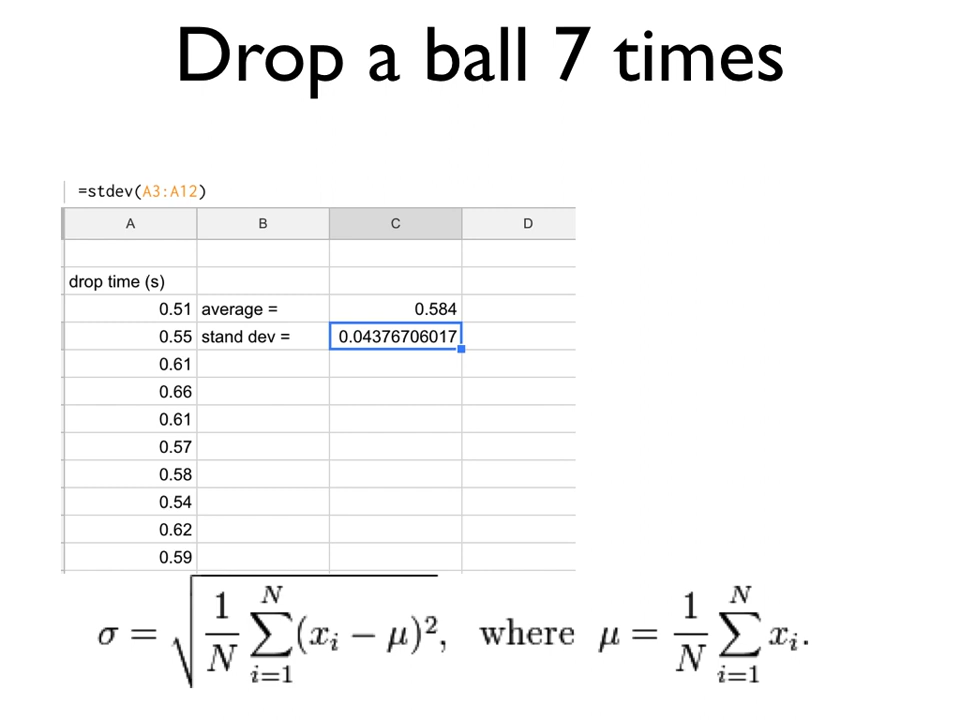 Drop a ball 7 times
=stdev(A3:A12)
A B C D
drop time (s)
0.51 average = 0.584
0.55 stand dev = 0.04376706017
0.61
0.66
0.61
0.57
0.58
0.54
0.62
0.59
σ = √(1/N ∑_{i=1}^{N} (x_i − μ)²), where μ = 1/N ∑_{i=1}^{N} x_i.